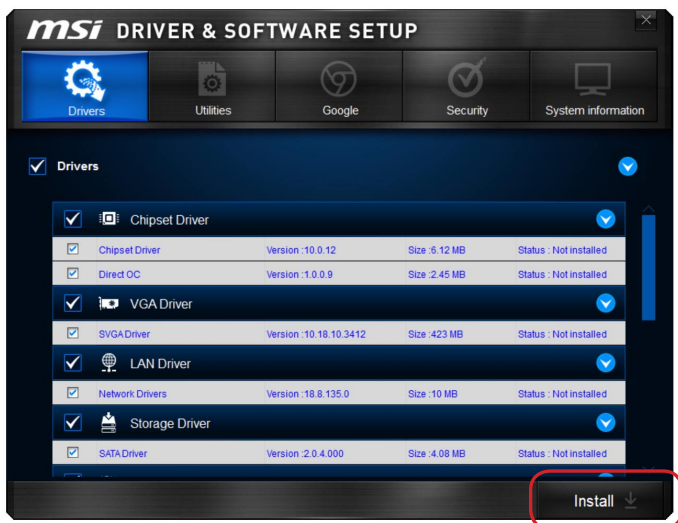 msi DRIVER & SOFTWARE SETUP
Drivers Utilities Google Security System information
Drivers
Chipset Driver
Chipset Driver Version :10.0.12 Size :6.12 MB Status : Not installed
Direct OC Version :1.0.0.9 Size :2.45 MB Status : Not installed
VGA Driver
SVGA Driver Version :10.18.10.3412 Size :423 MB Status : Not installed
LAN Driver
Network Drivers Version :18.8.135.0 Size :10 MB Status : Not installed
Storage Driver
SATA Driver Version :2.0.4.000 Size :4.08 MB Status : Not installed
Install